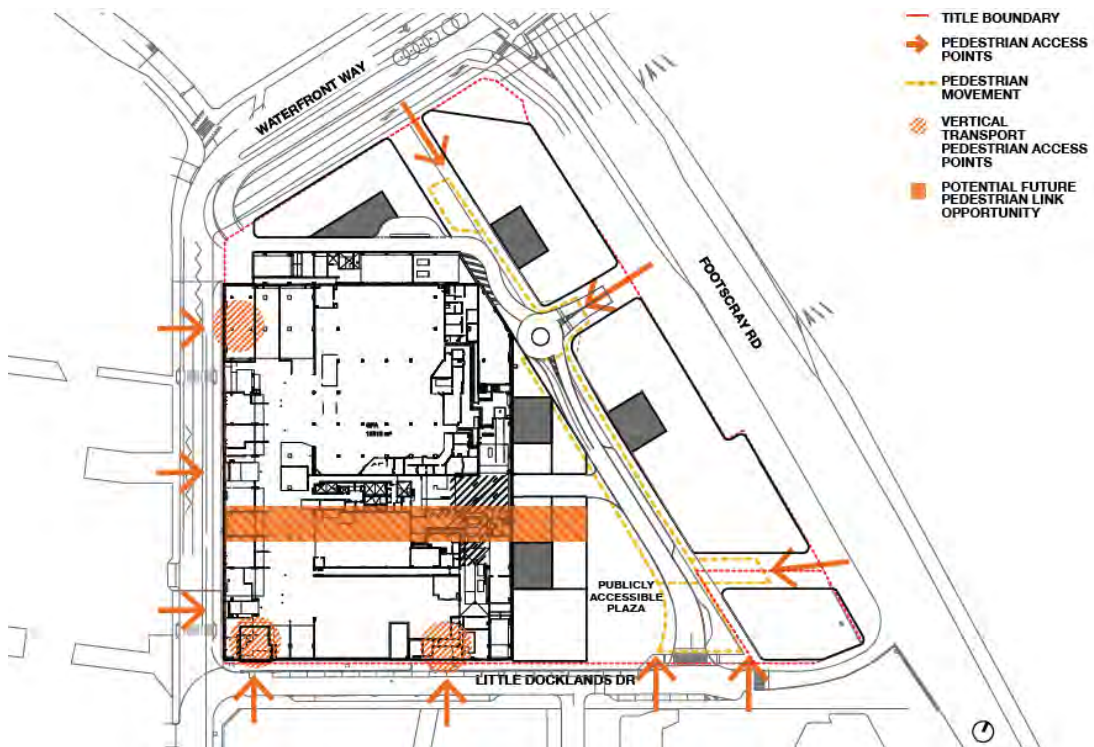 TITLE BOUNDARY
PEDESTRIAN ACCESS
POINTS
PEDESTRIAN
MOVEMENT
VERTICAL
TRANSPORT
PEDESTRIAN ACCESS
POINTS
POTENTIAL FUTURE
PEDESTRIAN LINK
OPPORTUNITY
WATERFRONT WAY
FOOTSCRAY RD
GFA
PUBLICLY
ACCESSIBLE
PLAZA
LITTLE DOCKLANDS DR